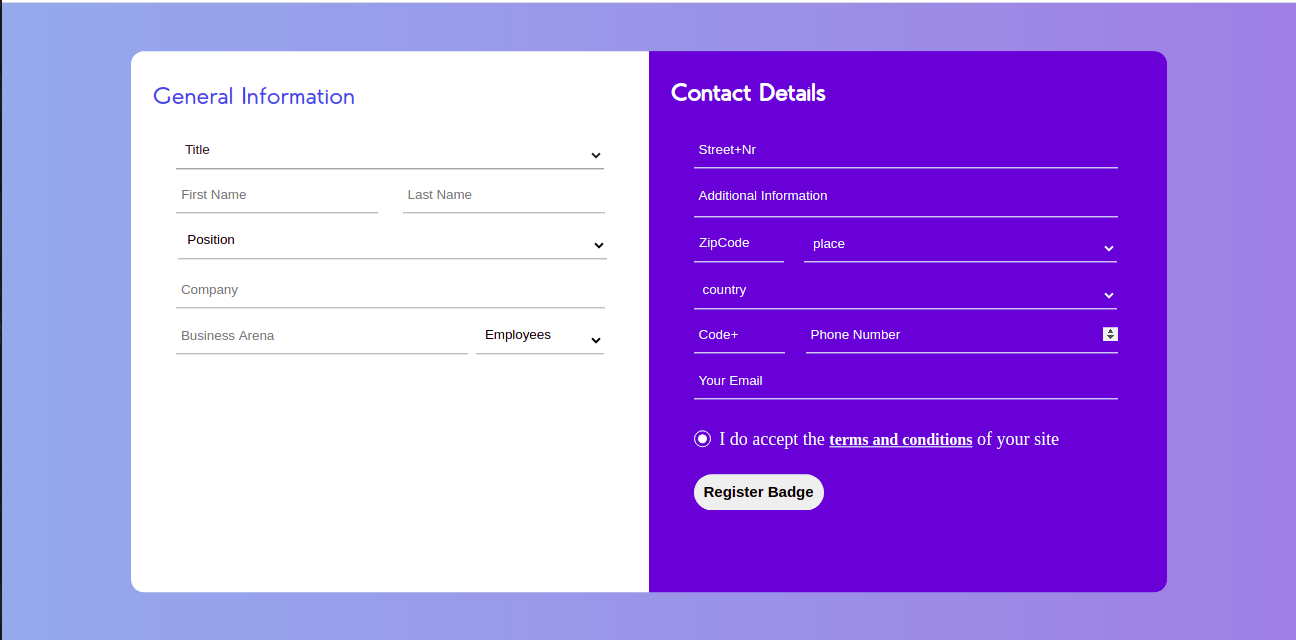 General Information
Title
First Name Last Name
Position
Company
Business Arena Employees
Contact Details
Street+Nr
Additional Information
ZipCode place
country
Code+ Phone Number
Your Email
I do accept the terms and conditions of your site
Register Badge